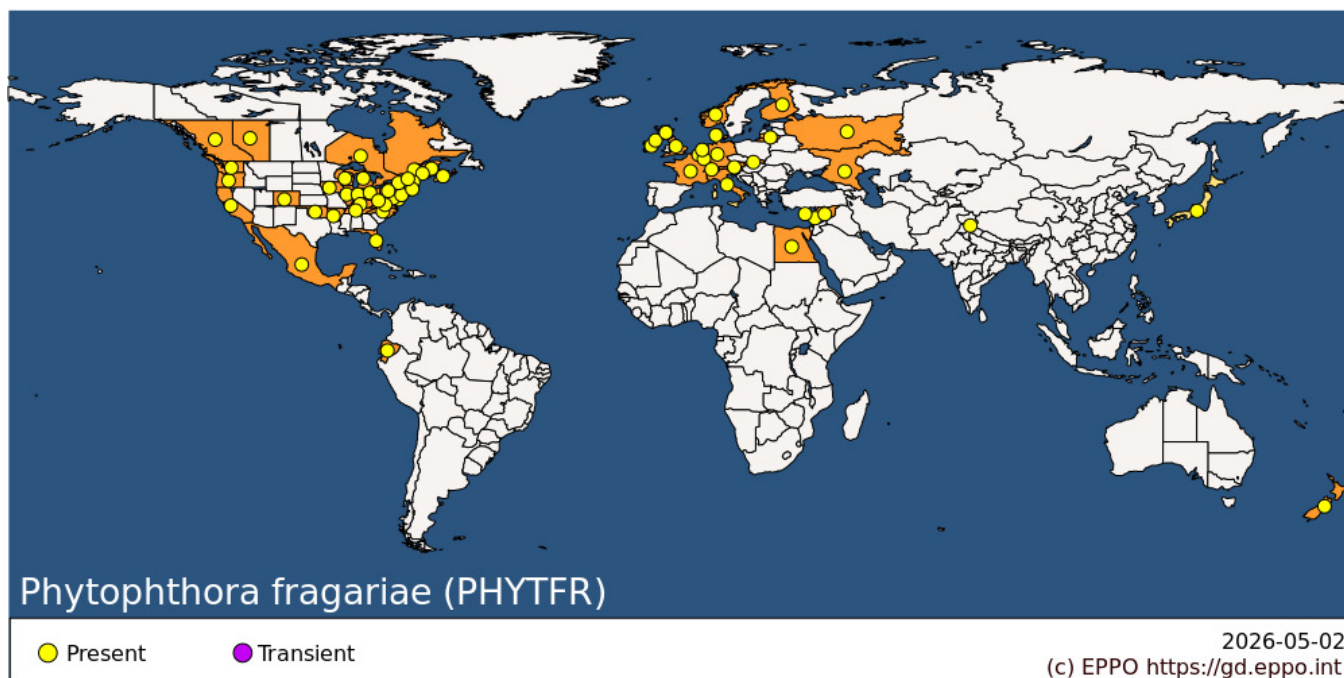 Phytophthora fragariae (PHYTFR)
Present
Transient
2026-05-02
(c) EPPO https://gd.eppo.int